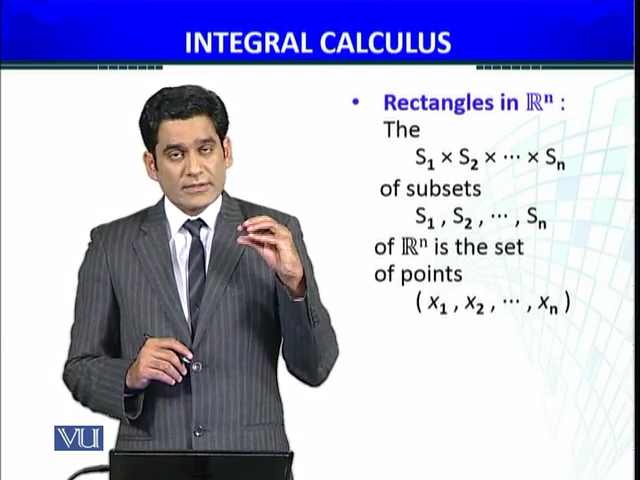 INTEGRAL CALCULUS
• Rectangles in ℝⁿ :
The
S₁ × S₂ × ⋯ × Sₙ
of subsets
S₁ , S₂ , ⋯ , Sₙ
of ℝⁿ is the set
of points
( x₁ , x₂ , ⋯ , xₙ )
VU